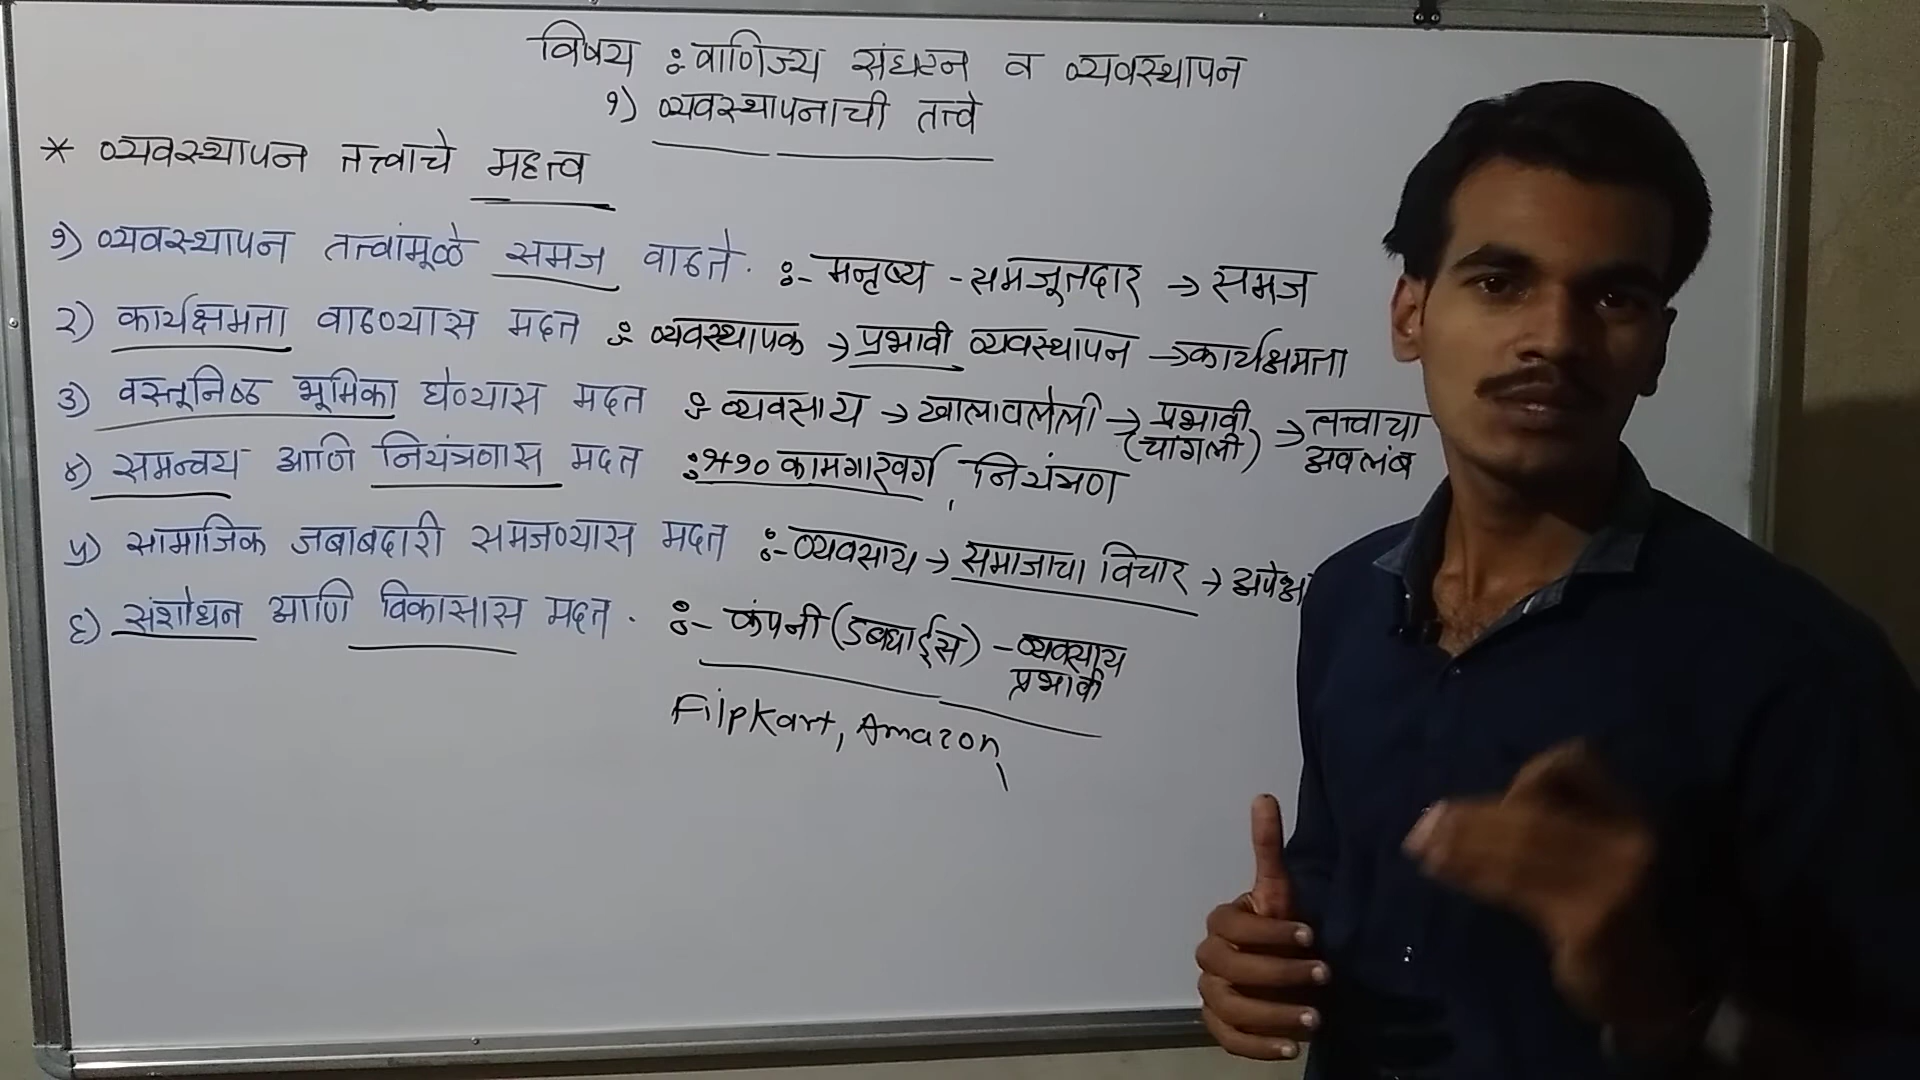 विषय : वाणिज्य संघटन व व्यवस्थापन
१) व्यवस्थापनाची तत्त्वे
* व्यवस्थापन तत्त्वाचे महत्व
१) व्यवस्थापन तत्त्वांमूळे समज वाढते. :- मनुष्य - समजूतदार → समज
२) कार्यक्षमता वाढण्यास मदत :- व्यवस्थापक → प्रभावी व्यवस्थापन → कार्यक्षमता
३) वस्तूनिष्ठ भूमिका घेण्यास मदत :- व्यवसाय → खालावलेली → प्रभावी (चांगली) → तत्त्वाचा अवलंब
४) समन्वय आणि नियंत्रणास मदत :- १० कामगारवर्ग, नियंत्रण
५) सामाजिक जबाबदारी समजण्यास मदत :- व्यवसाय → समाजाचा विचार →
६) संशोधन आणि विकासास मदत. :- कंपनी ( ) - व्यवसाय
Filpkart, Amazon,